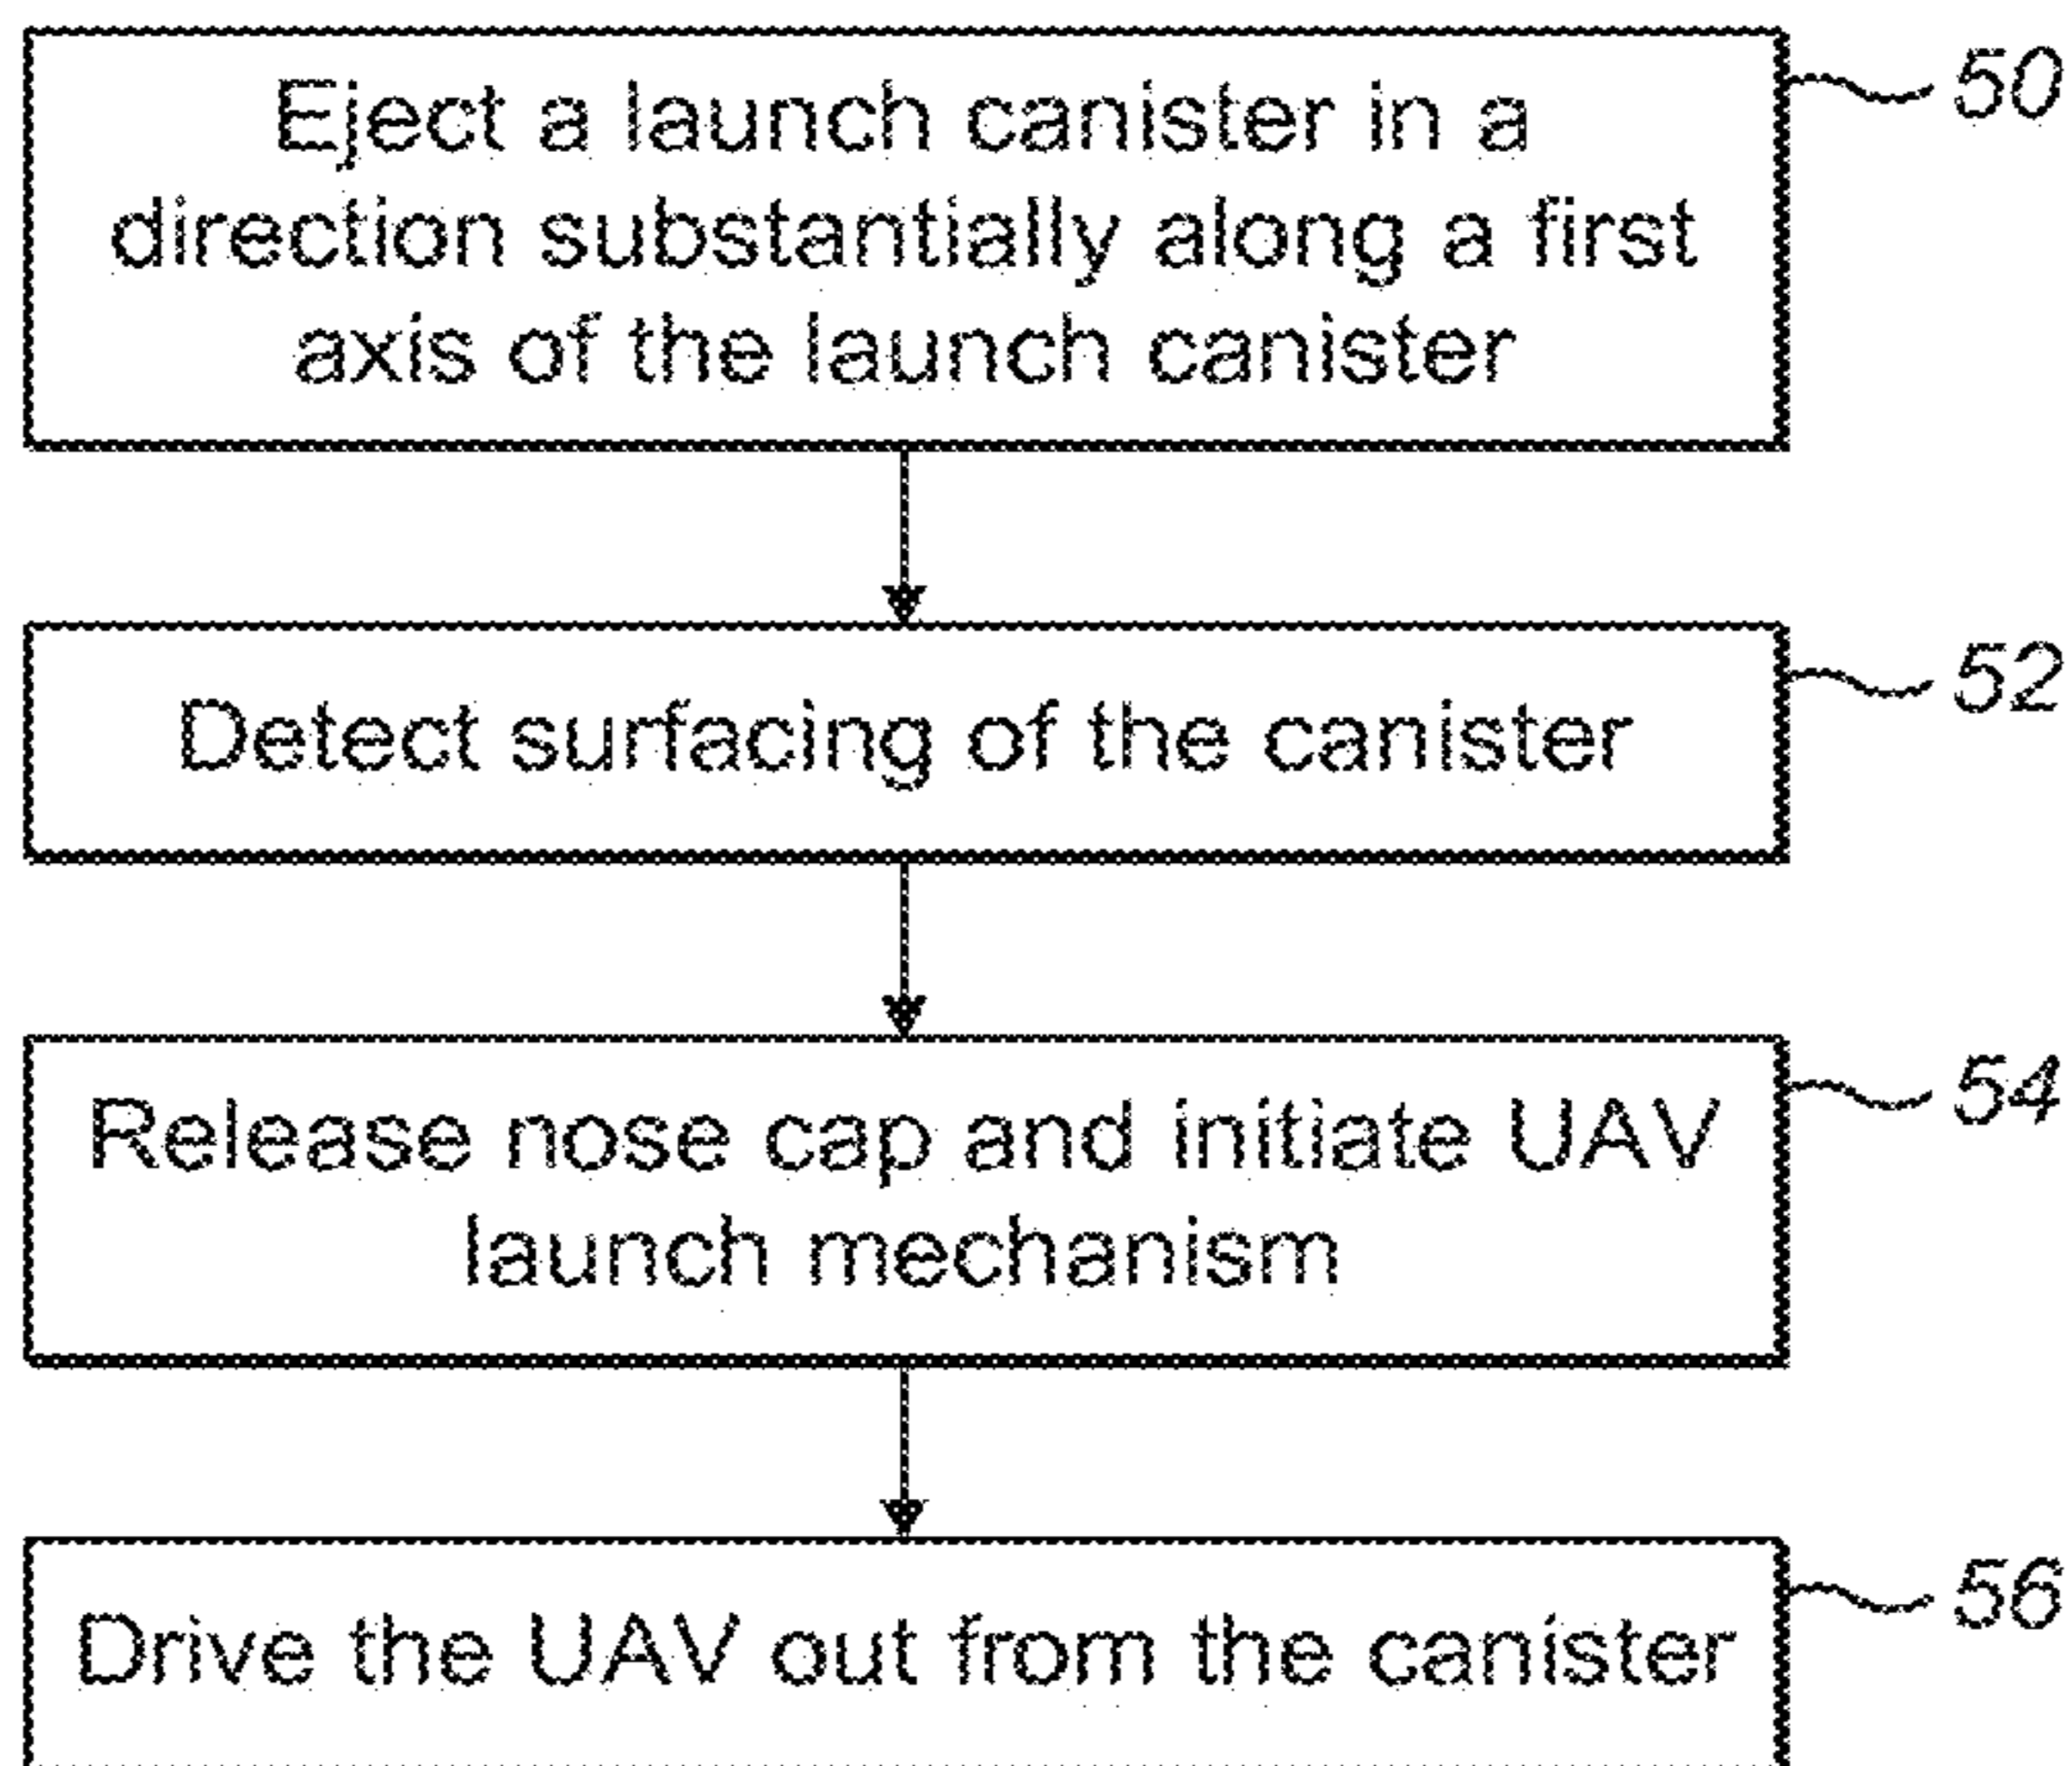 Eject a launch canister in a
direction substantially along a first
axis of the launch canister
50
Detect surfacing of the canister
52
Release nose cap and initiate UAV
launch mechanism
54
Drive the UAV out from the canister
56